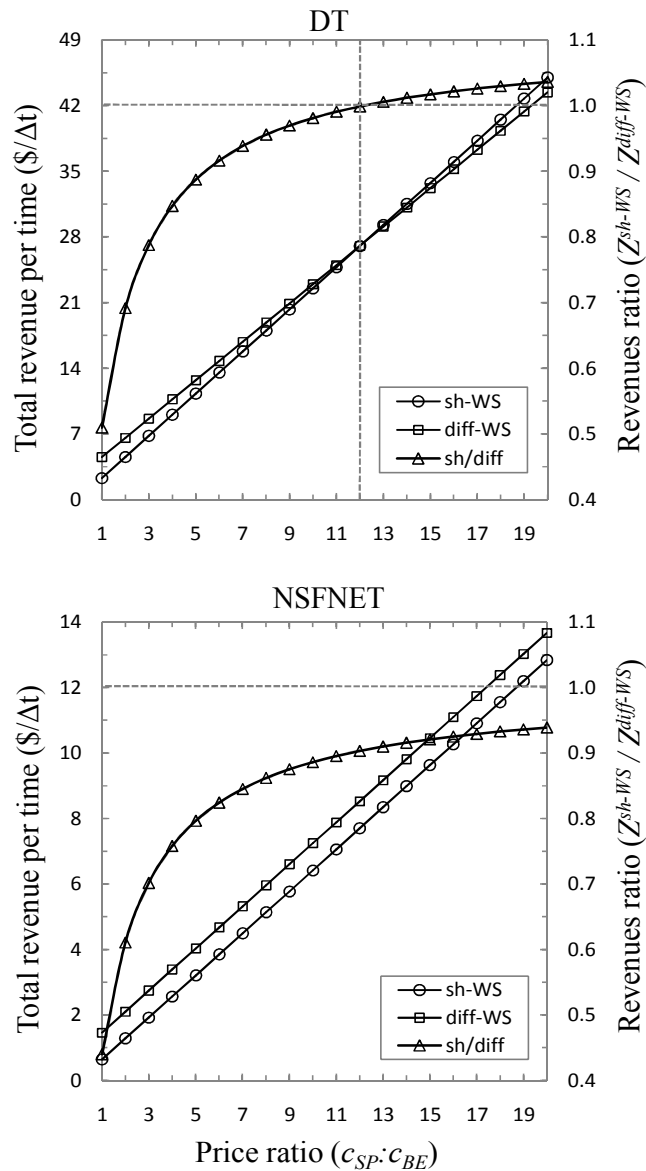 DT
Total revenue per time ($/Δt)
49
42
35
28
21
14
7
0
1.1
1.0
0.9
0.8
0.7
0.6
0.5
0.4
Revenues ratio (Z^sh-WS / Z^diff-WS)
sh-WS
diff-WS
sh/diff
1 3 5 7 9 11 13 15 17 19
NSFNET
Total revenue per time ($/Δt)
14
12
10
8
6
4
2
0
1.1
1.0
0.9
0.8
0.7
0.6
0.5
0.4
Revenues ratio (Z^sh-WS / Z^diff-WS)
sh-WS
diff-WS
sh/diff
1 3 5 7 9 11 13 15 17 19
Price ratio (c_SP:c_BE)